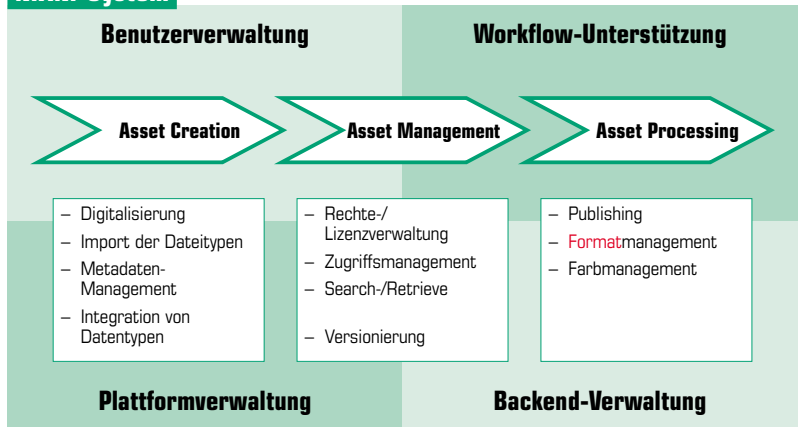 Benutzerverwaltung
Workflow-Unterstützung
Asset Creation
Asset Management
Asset Processing
– Digitalisierung
– Import der Dateitypen
– Metadaten-
Management
– Integration von
Datentypen
– Rechte-/
Lizenzverwaltung
– Zugriffsmanagement
– Search-/Retrieve
– Versionierung
– Publishing
– Formatmanagement
– Farbmanagement
Plattformverwaltung
Backend-Verwaltung